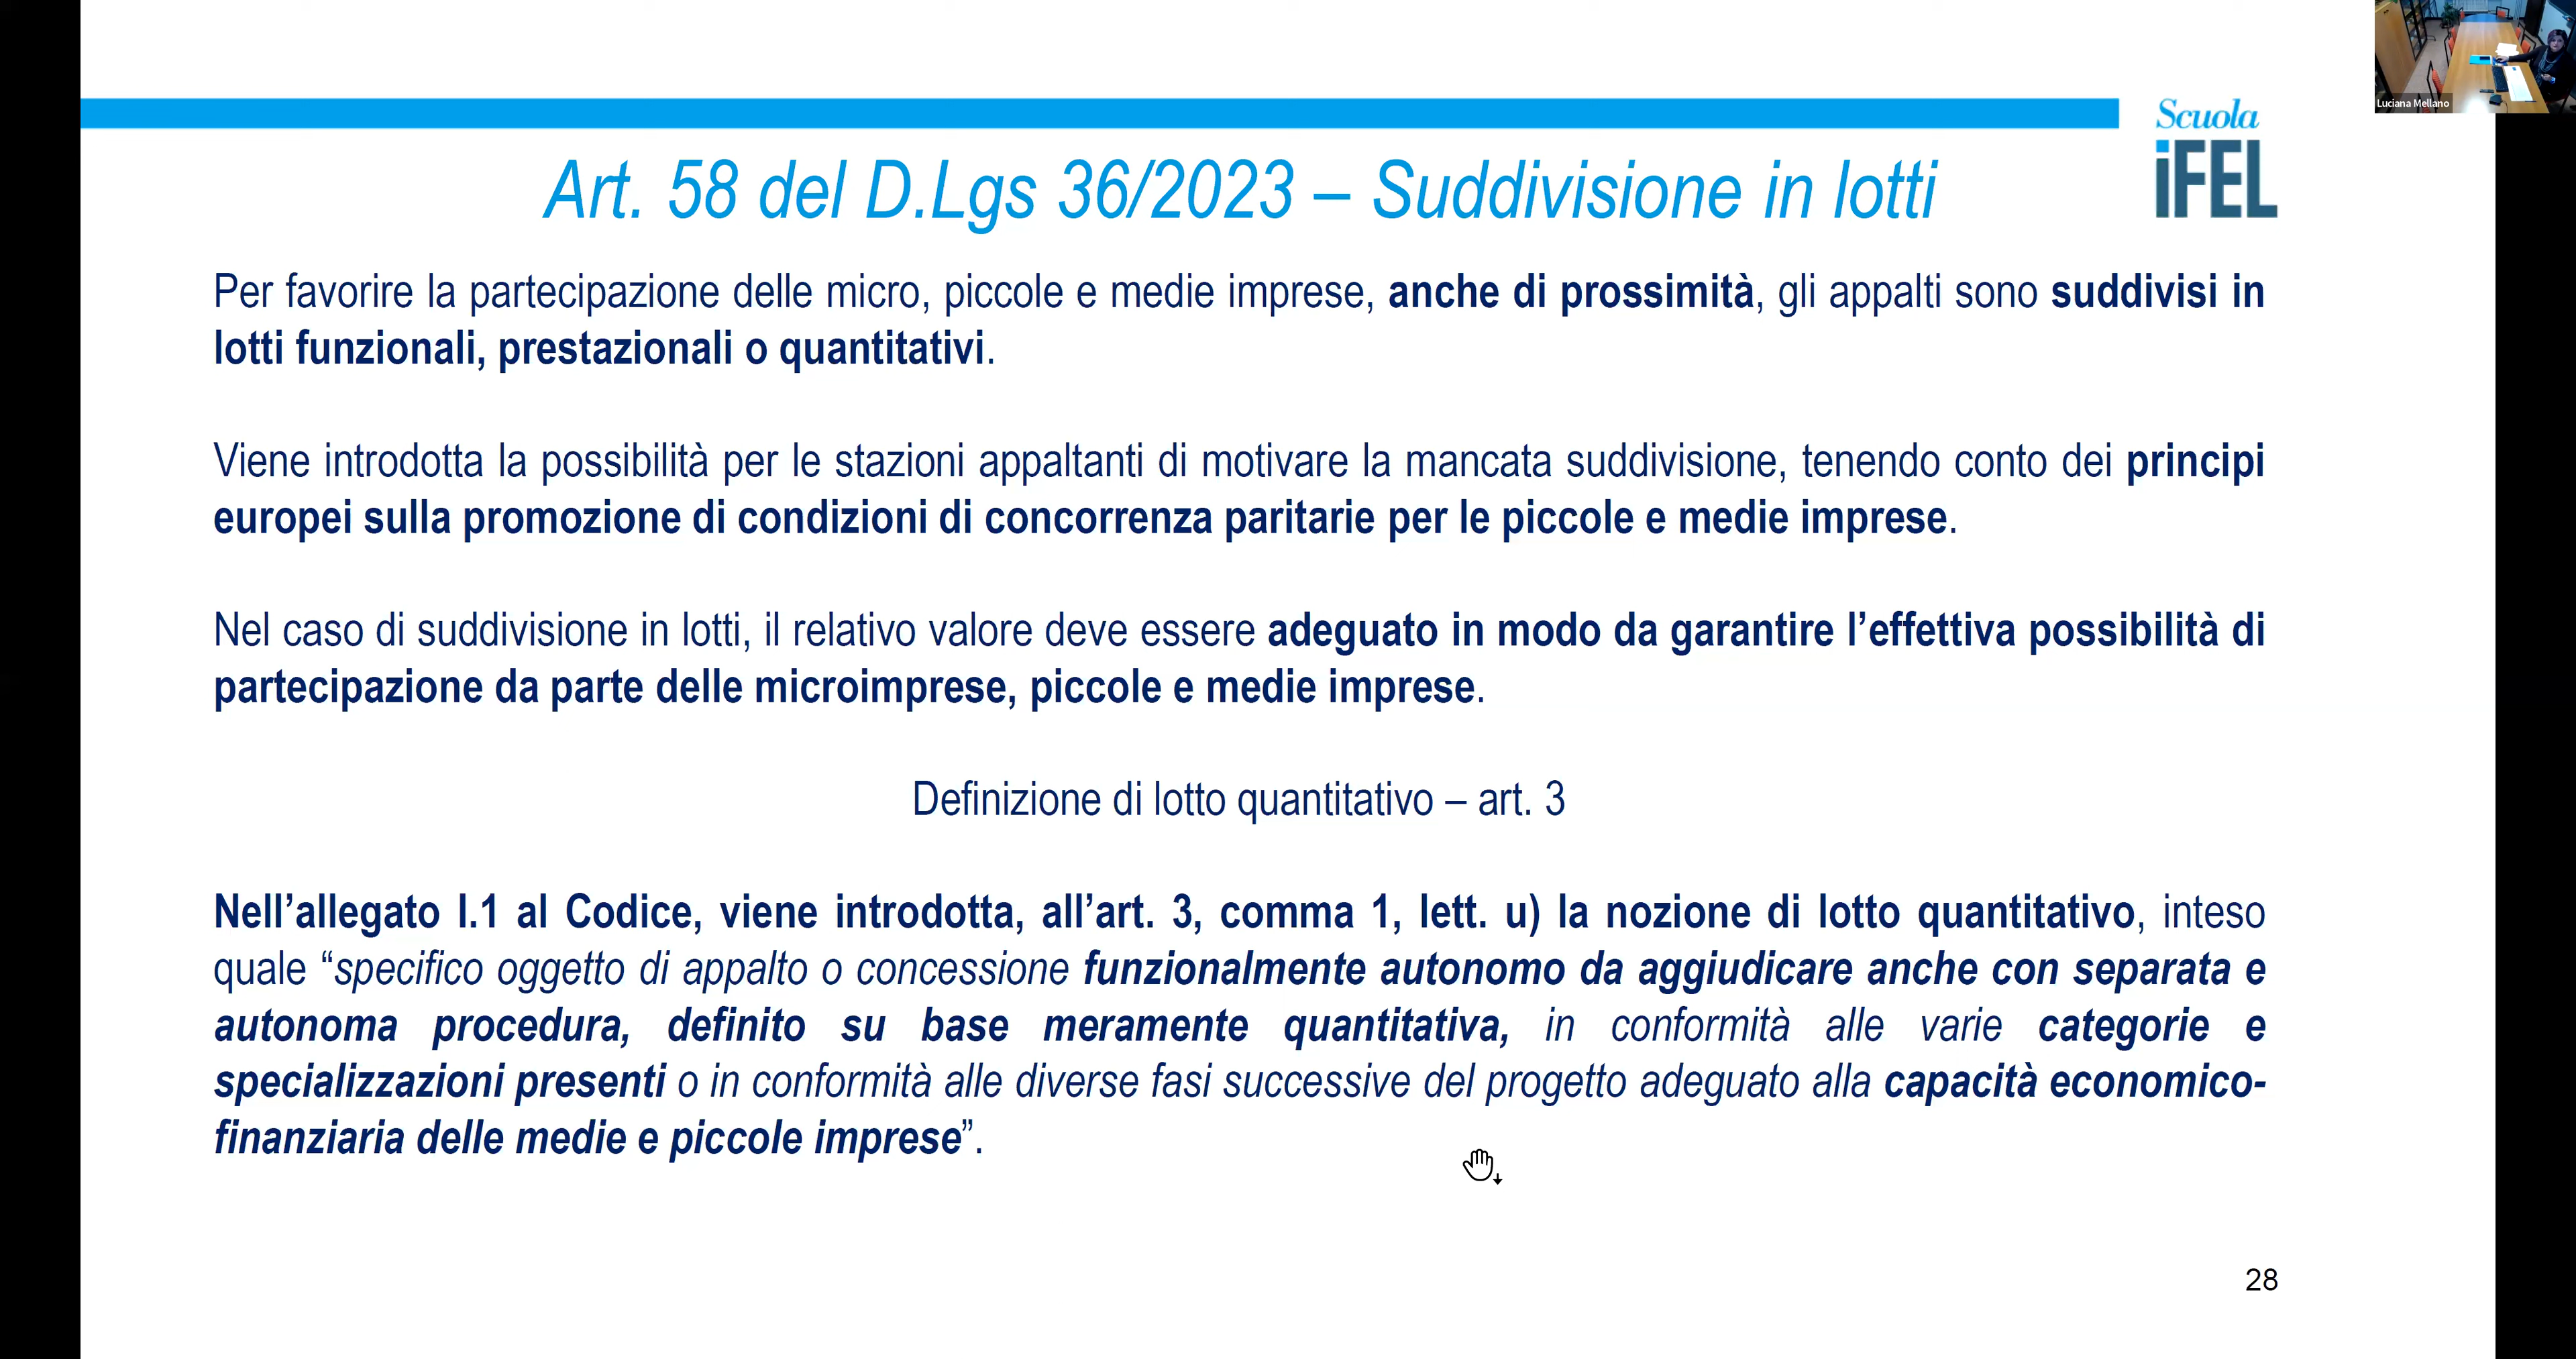 Luciana Mellano
Scuola
iFEL
Art. 58 del D.Lgs 36/2023 – Suddivisione in lotti
Per favorire la partecipazione delle micro, piccole e medie imprese, anche di prossimità, gli appalti sono suddivisi in
lotti funzionali, prestazionali o quantitativi.
Viene introdotta la possibilità per le stazioni appaltanti di motivare la mancata suddivisione, tenendo conto dei principi
europei sulla promozione di condizioni di concorrenza paritarie per le piccole e medie imprese.
Nel caso di suddivisione in lotti, il relativo valore deve essere adeguato in modo da garantire l’effettiva possibilità di
partecipazione da parte delle microimprese, piccole e medie imprese.
Definizione di lotto quantitativo – art. 3
Nell’allegato I.1 al Codice, viene introdotta, all’art. 3, comma 1, lett. u) la nozione di lotto quantitativo, inteso
quale “specifico oggetto di appalto o concessione funzionalmente autonomo da aggiudicare anche con separata e
autonoma procedura, definito su base meramente quantitativa, in conformità alle varie categorie e
specializzazioni presenti o in conformità alle diverse fasi successive del progetto adeguato alla capacità economico-
finanziaria delle medie e piccole imprese”.
28